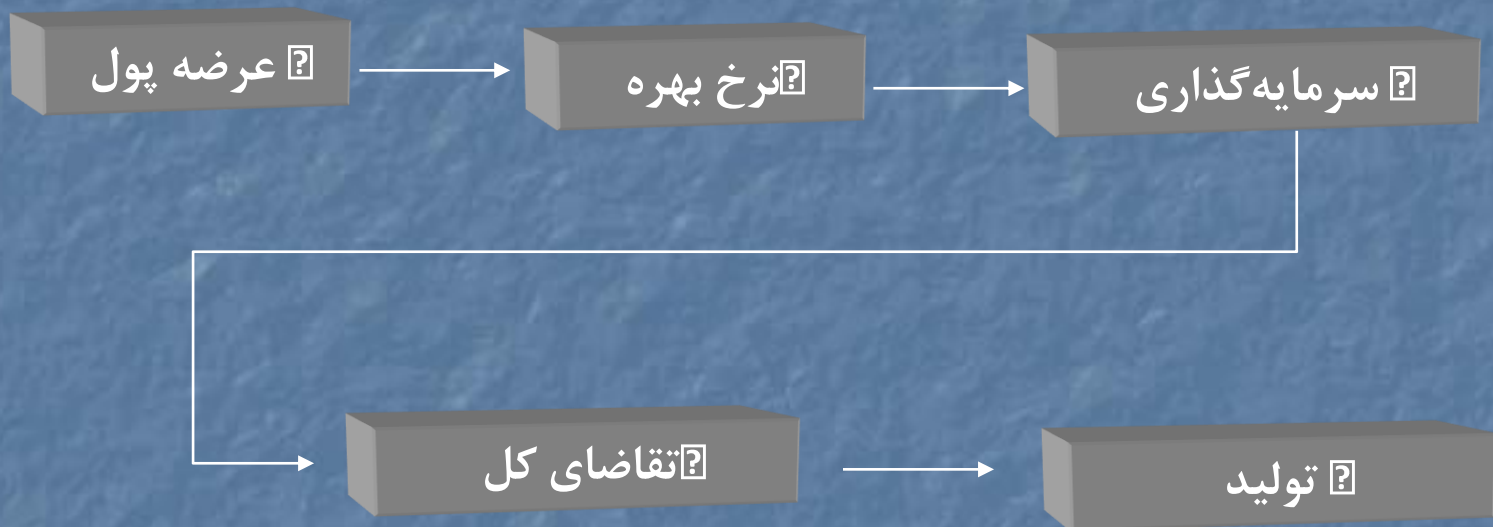 ⍰ عرضه پول
⍰نرخ بهره
⍰ سرمایه‌گذاری
⍰تقاضای کل
⍰ تولید